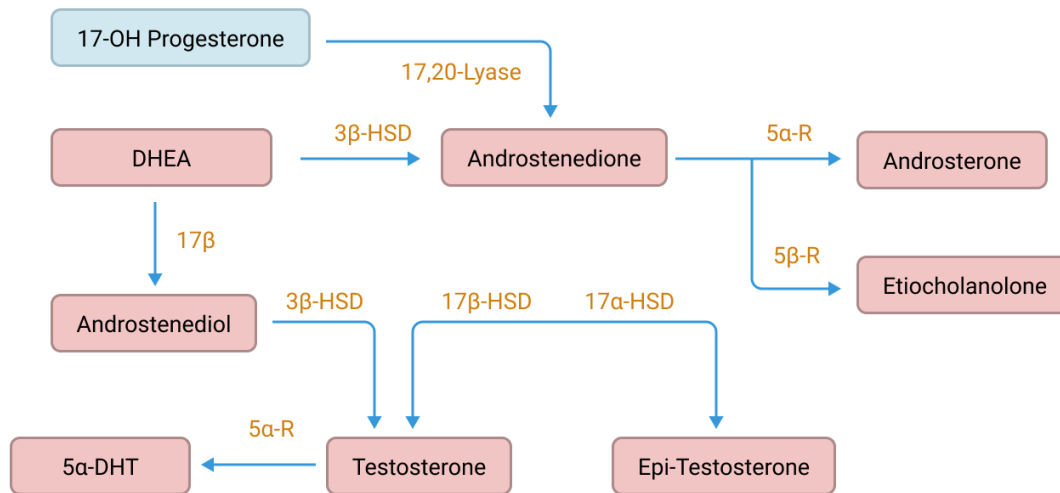 17-OH Progesterone
17,20-Lyase
DHEA
3β-HSD
Androstenedione
5α-R
Androsterone
17β
5β-R
Etiocholanolone
Androstenediol
3β-HSD
17β-HSD
17α-HSD
5α-DHT
5α-R
Testosterone
Epi-Testosterone